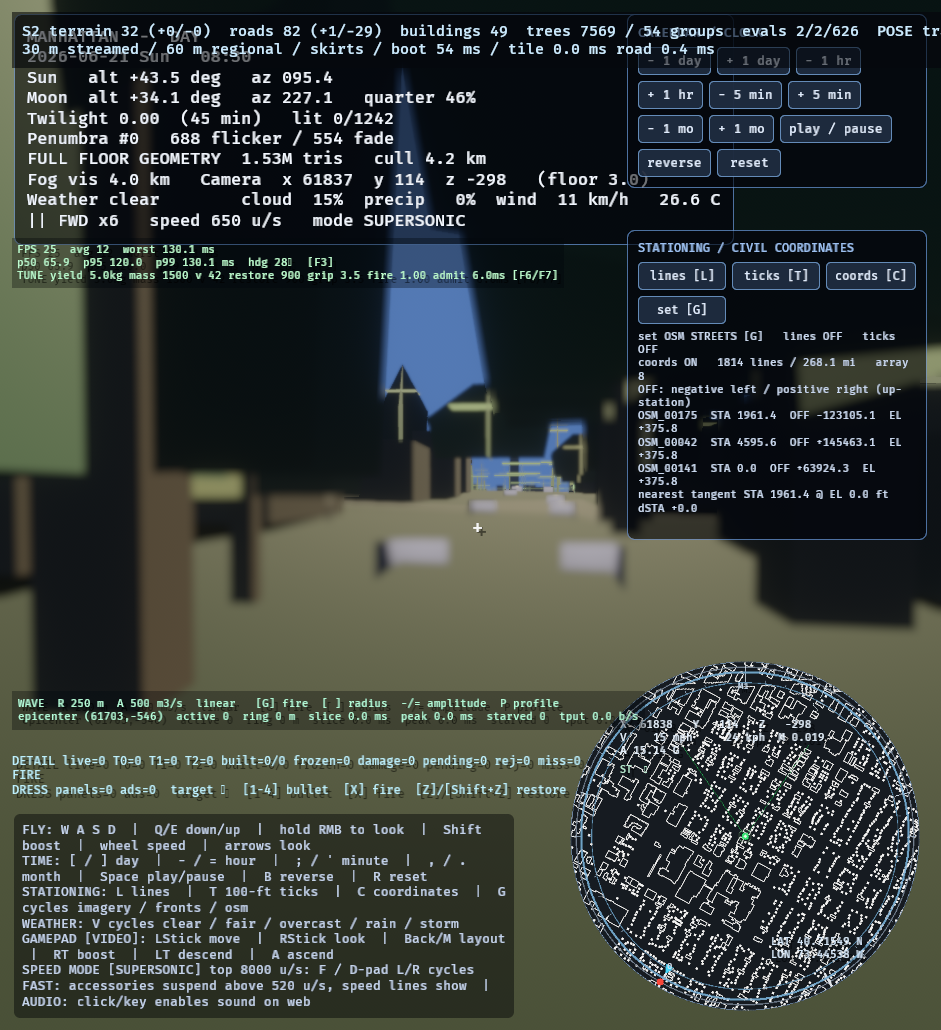 S2 terrain 32 (+0/-0)  roads 82 (+1/-29)  buildings 49  trees 7569 / 54 groups  evals 2/2/626  POSE tr
30 m streamed / 60 m regional / skirts / boot 54 ms / tile 0.0 ms road 0.4 ms
MANHATTAN - DAY
2026-06-21 Sun  08:30
Sun  alt +43.5 deg  az 095.4
Moon  alt +34.1 deg  az 227.1  quarter 46%
Twilight 0.00  (45 min)  lit 0/1242
Penumbra #0  688 flicker / 554 fade
FULL FLOOR GEOMETRY  1.53M tris  cull 4.2 km
Fog vis 4.0 km  Camera  x 61837  y 114  z -298  (floor 3.0)
Weather clear  cloud  15%  precip  0%  wind  11 km/h  26.6 C
|| FWD x6  speed 650 u/s  mode SUPERSONIC
- 1 day  + 1 day  - 1 hr
+ 1 hr  - 5 min  + 5 min
- 1 mo  + 1 mo  play / pause
reverse  reset
FPS 25  avg 12  worst 130.1 ms
p50 65.9  p95 120.0  p99 130.1 ms  hdg 28  [F3]
TUNE yield 5.0kg mass 1500 v 42 restore 900 grip 3.5 fire 1.00 admit 6.0ms [F6/F7]
STATIONING / CIVIL COORDINATES
lines [L]  ticks [T]  coords [C]
set [G]
set OSM STREETS [G]  lines OFF  ticks
OFF
coords ON  1814 lines / 268.1 mi  array
8
OFF: negative left / positive right (up-
station)
OSM_00175  STA 1961.4  OFF -123105.1  EL
+375.8
OSM_00042  STA 4595.6  OFF +145463.1  EL
+375.8
OSM_00141  STA 0.0  OFF +63924.3  EL
+375.8
nearest tangent STA 1961.4 @ EL 0.0 ft
dSTA +0.0
WAVE  R 250 m  A 500 m3/s  linear  [G] fire  [ ] radius  -/= amplitude  P profile
epicenter (61703,-546)  active 0  ring 0 m  slice 0.0 ms  peak 0.0 ms  starved 0  tput 0.0 b/s
DETAIL live=0 T0=0 T1=0 T2=0 built=0/0 frozen=0 damaged=0 pending=0 rej=0 miss=0
FIRE
DRESS panels=0 ads=0  target  [1-4] bullet  [X] fire  [Z]/[Shift+Z] restore
FLY: W A S D  |  Q/E down/up  |  hold RMB to look  |  Shift
boost  |  wheel speed  |  arrows look
TIME: [ / ] day  |  - / = hour  |  ; / ' minute  |  , / .
month  |  Space play/pause  |  B reverse  |  R reset
STATIONING: L lines  |  T 100-ft ticks  |  C coordinates  |  G
cycles imagery / fronts / osm
WEATHER: V cycles clear / fair / overcast / rain / storm
GAMEPAD [VIDEO]: LStick move  |  RStick look  |  Back/M layout
|  RT boost  |  LT descend  |  A ascend
SPEED MODE [SUPERSONIC] top 8000 u/s: F / D-pad L/R cycles
FAST: accessories suspend above 520 u/s, speed lines show  |
AUDIO: click/key enables sound on web